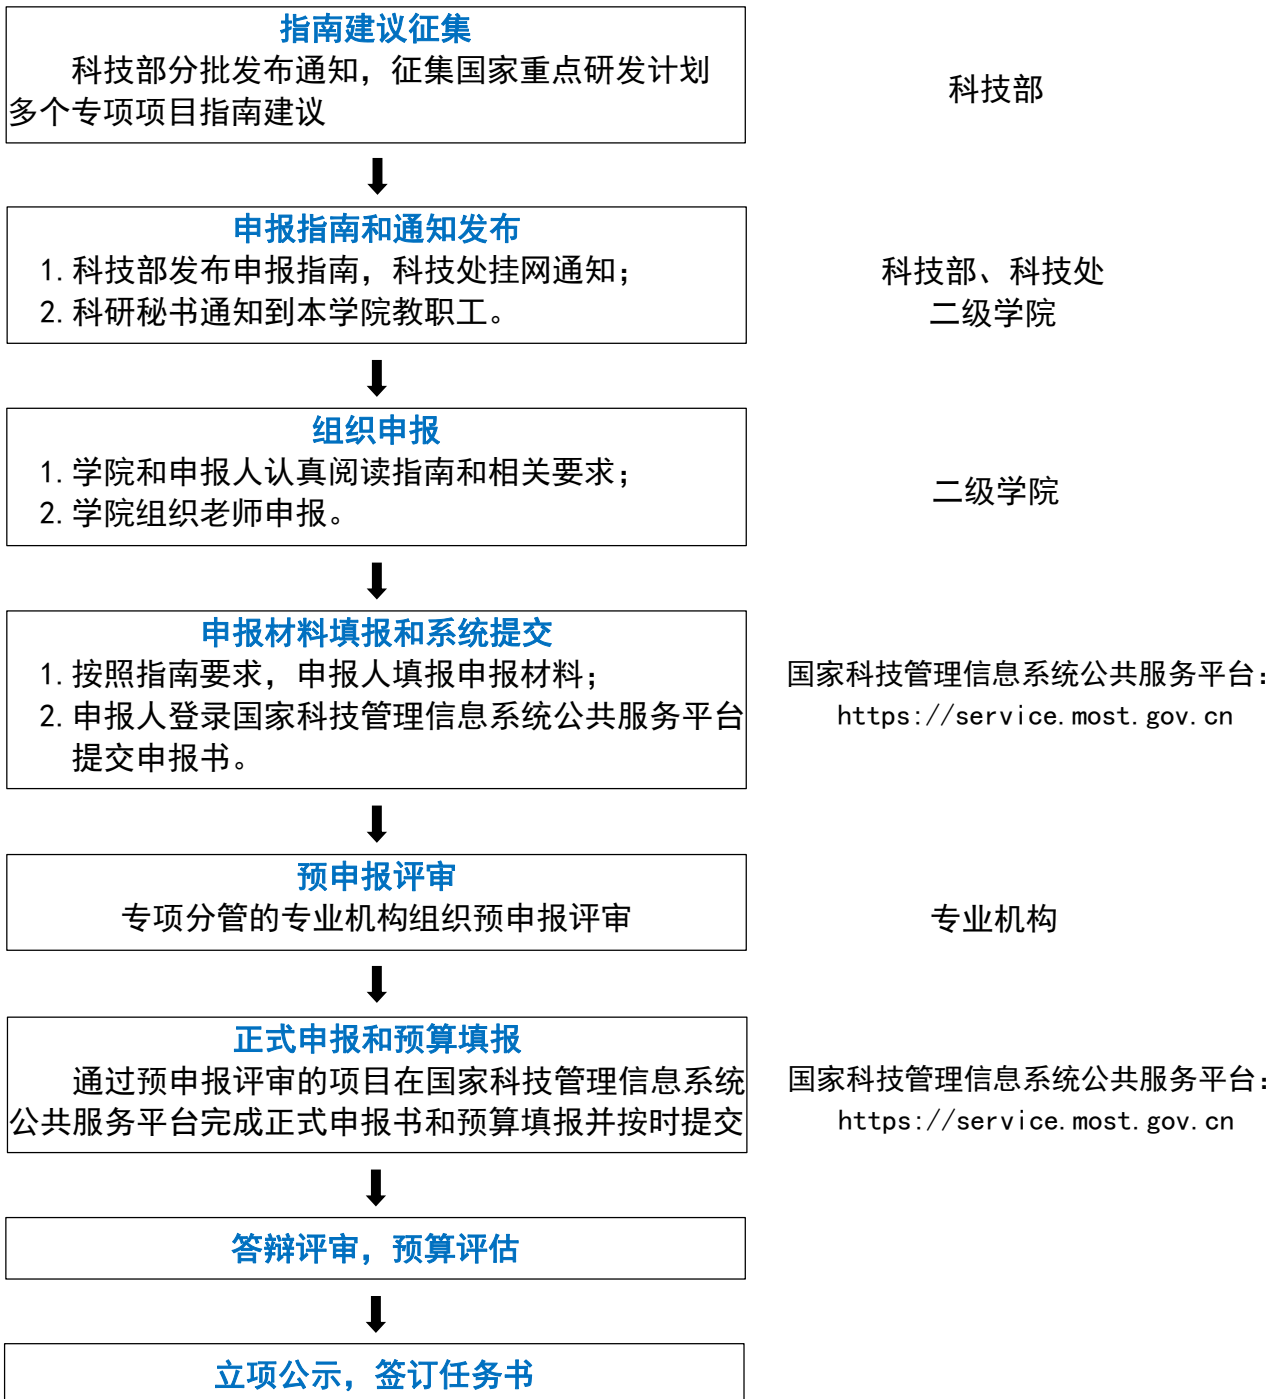 指南建议征集
科技部分批发布通知，征集国家重点研发计划
多个专项项目指南建议
科技部
申报指南和通知发布
1. 科技部发布申报指南，科技处挂网通知；
2. 科研秘书通知到本学院教职工。
科技部、科技处
二级学院
组织申报
1. 学院和申报人认真阅读指南和相关要求；
2. 学院组织老师申报。
二级学院
申报材料填报和系统提交
1. 按照指南要求，申报人填报申报材料；
2. 申报人登录国家科技管理信息系统公共服务平台
提交申报书。
国家科技管理信息系统公共服务平台：
https://service.most.gov.cn
预申报评审
专项分管的专业机构组织预申报评审
专业机构
正式申报和预算填报
通过预申报评审的项目在国家科技管理信息系统
公共服务平台完成正式申报书和预算填报并按时提交
国家科技管理信息系统公共服务平台：
https://service.most.gov.cn
答辩评审，预算评估
立项公示，签订任务书